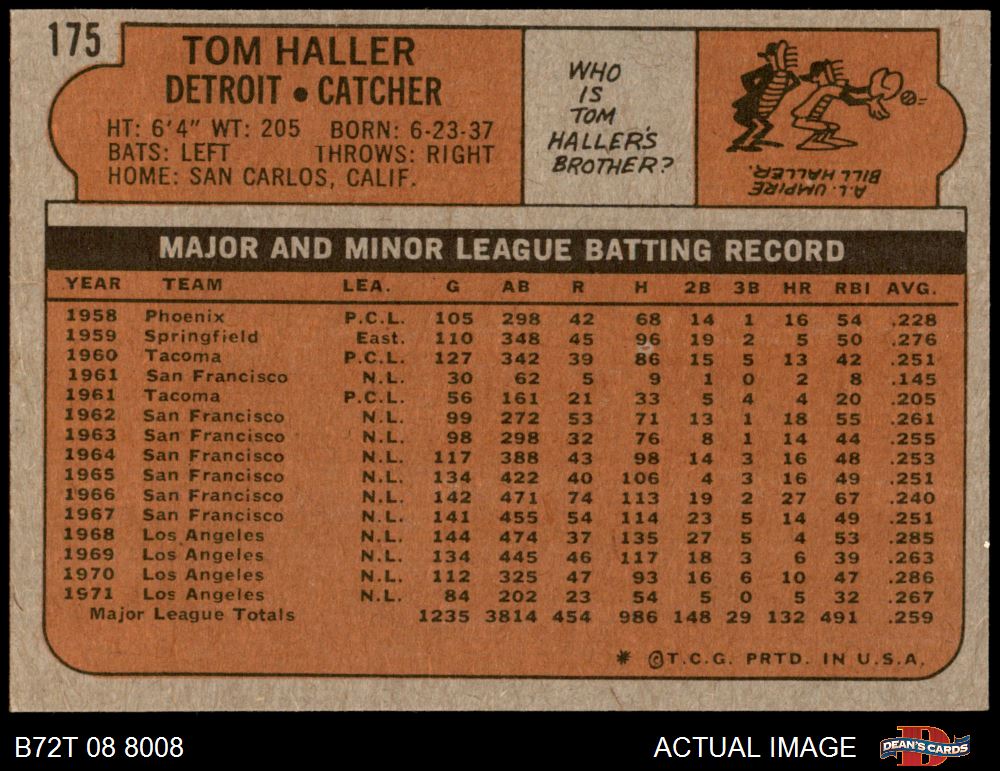 175
TOM HALLER
DETROIT • CATCHER
HT: 6'4" WT: 205 BORN: 6-23-37
BATS: LEFT THROWS: RIGHT
HOME: SAN CARLOS, CALIF.
WHO
IS
TOM
HALLER'S
BROTHER?
A.L. UMPIRE
BILL HALLER.
MAJOR AND MINOR LEAGUE BATTING RECORD
YEAR TEAM LEA. G AB R H 2B 3B HR RBI AVG.
1958 Phoenix P.C.L. 105 298 42 68 14 1 16 54 .228
1959 Springfield East. 110 348 45 96 19 2 5 50 .276
1960 Tacoma P.C.L. 127 342 39 86 15 5 13 42 .251
1961 San Francisco N.L. 30 62 5 9 1 0 2 8 .145
1961 Tacoma P.C.L. 56 161 21 33 5 4 4 20 .205
1962 San Francisco N.L. 99 272 53 71 13 1 18 55 .261
1963 San Francisco N.L. 98 298 32 76 8 1 14 44 .255
1964 San Francisco N.L. 117 388 43 98 14 3 16 48 .253
1965 San Francisco N.L. 134 422 40 106 4 3 16 49 .251
1966 San Francisco N.L. 142 471 74 113 19 2 27 67 .240
1967 San Francisco N.L. 141 455 54 114 23 5 14 49 .251
1968 Los Angeles N.L. 144 474 37 135 27 5 4 53 .285
1969 Los Angeles N.L. 134 445 46 117 18 3 6 39 .263
1970 Los Angeles N.L. 112 325 47 93 16 6 10 47 .286
1971 Los Angeles N.L. 84 202 23 54 5 0 5 32 .267
Major League Totals 1235 3814 454 986 148 29 132 491 .259
* ©T.C.G. PRTD. IN U.S.A.
B72T 08 8008
ACTUAL IMAGE
DEAN'S CARDS